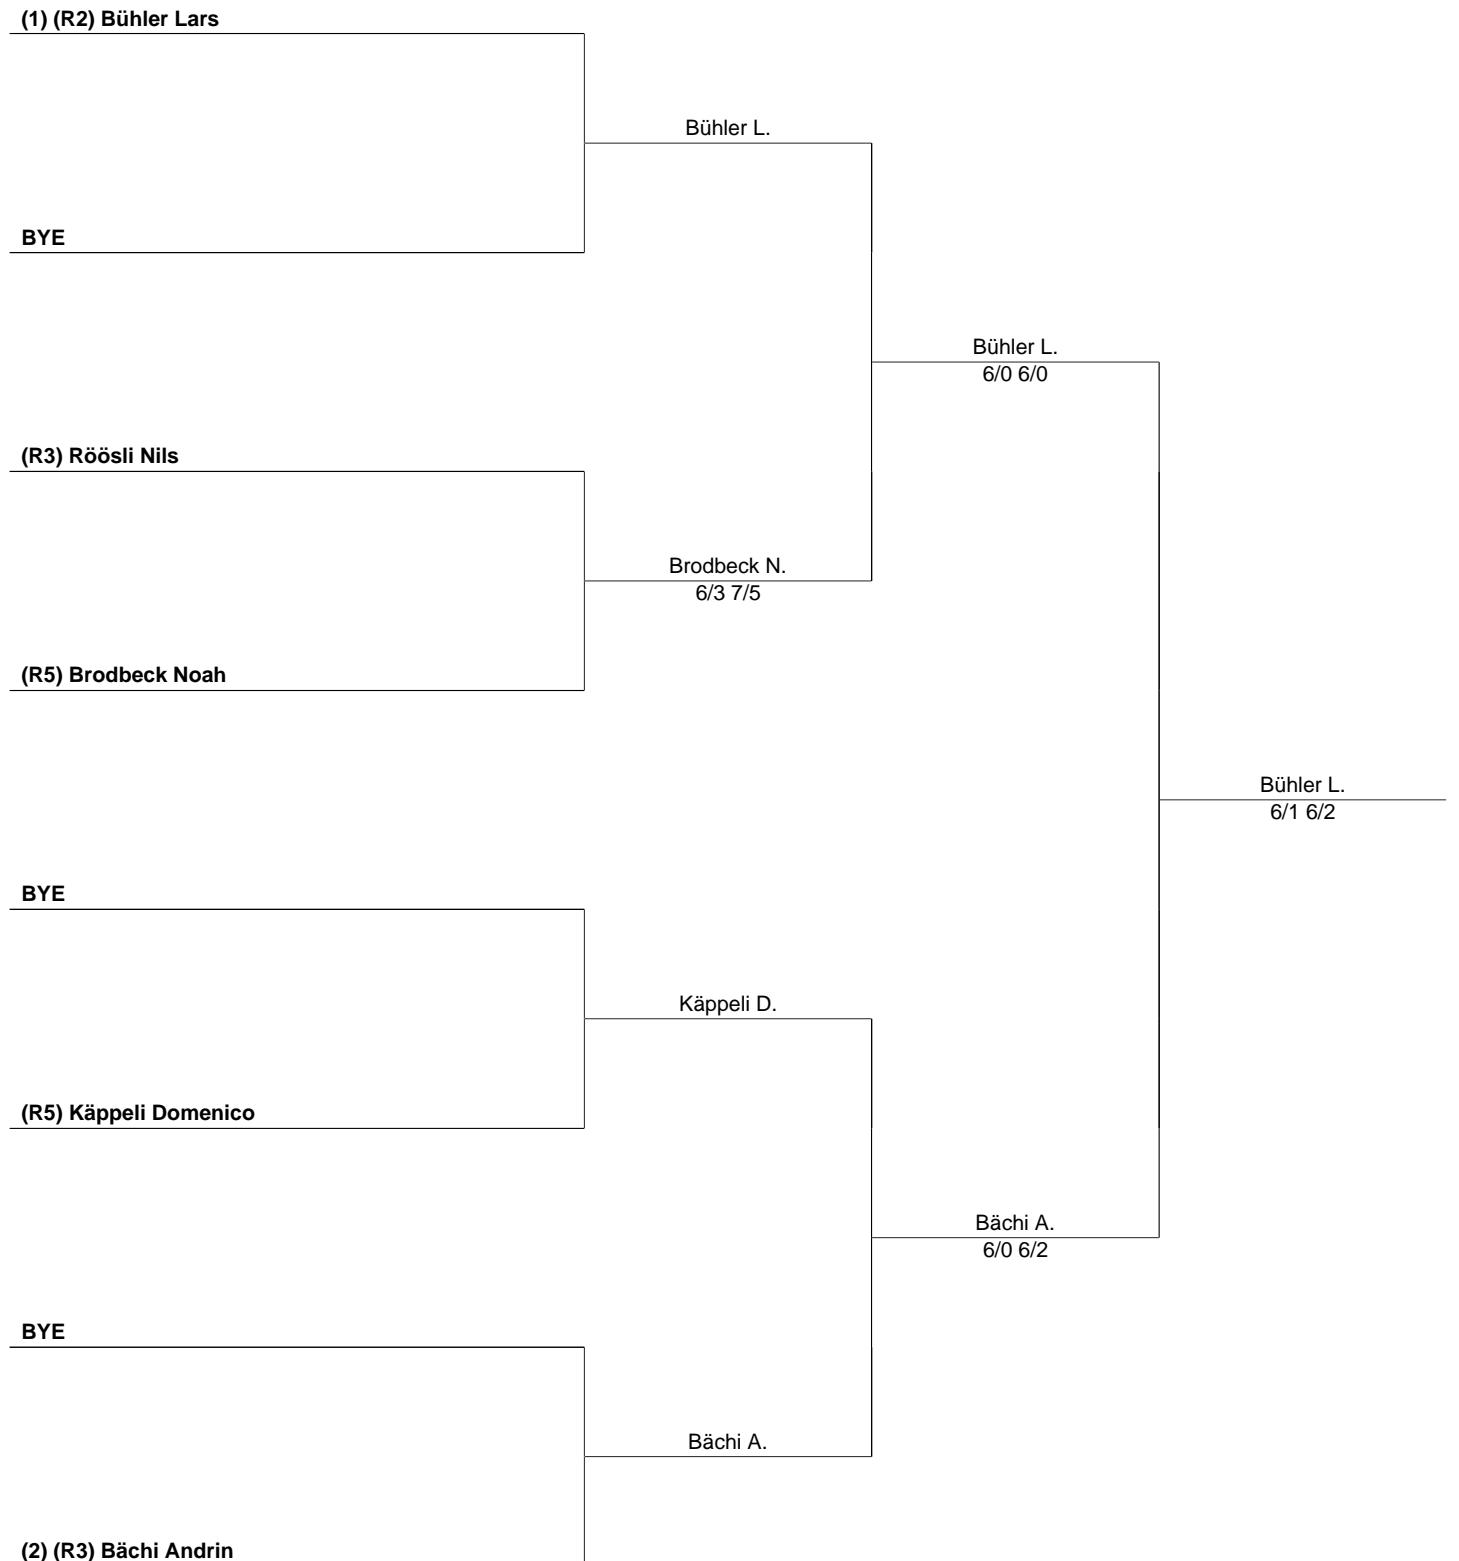 (1) (R2) Bühler Lars
Bühler L.
BYE
Bühler L.
6/0 6/0
(R3) Röösli Nils
Brodbeck N.
6/3 7/5
(R5) Brodbeck Noah
Bühler L.
6/1 6/2
BYE
Käppeli D.
(R5) Käppeli Domenico
Bächi A.
6/0 6/2
BYE
Bächi A.
(2) (R3) Bächi Andrin